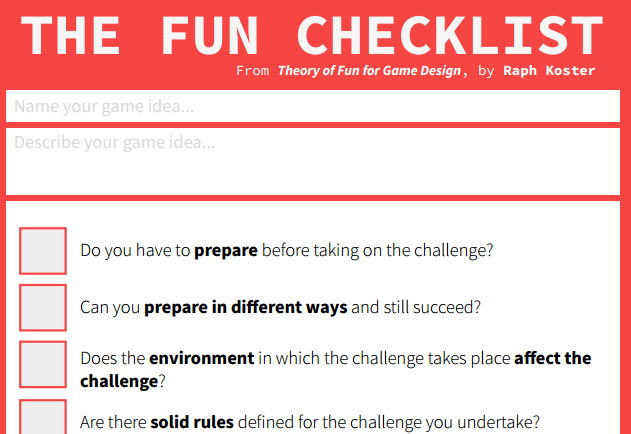 THE FUN CHECKLIST
From Theory of Fun for Game Design, by Raph Koster
Name your game idea...
Describe your game idea...
Do you have to prepare before taking on the challenge?
Can you prepare in different ways and still succeed?
Does the environment in which the challenge takes place affect the
challenge?
Are there solid rules defined for the challenge you undertake?